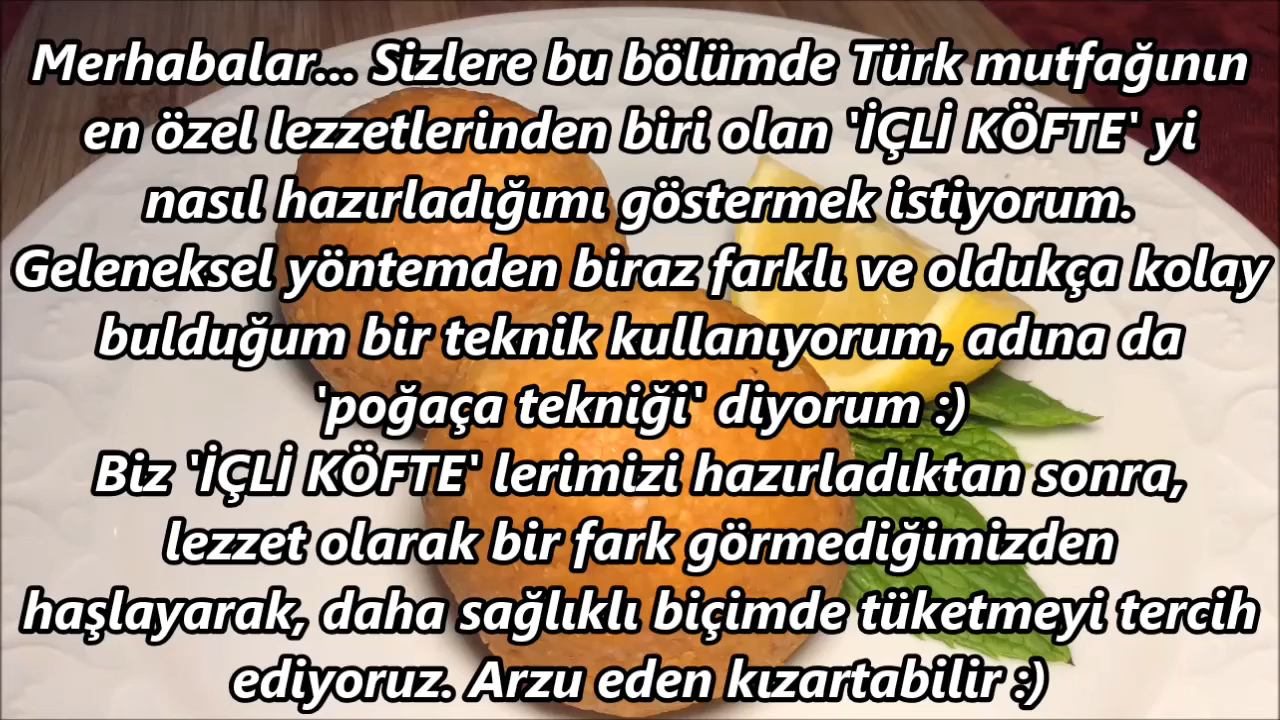 Merhabalar... Sizlere bu bölümde Türk mutfağının
en özel lezzetlerinden biri olan 'İÇLİ KÖFTE' yi
nasıl hazırladığımı göstermek istiyorum.
Geleneksel yöntemden biraz farklı ve oldukça kolay
bulduğum bir teknik kullanıyorum, adına da
'poğaça tekniği' diyorum :)
Biz 'İÇLİ KÖFTE' lerimizi hazırladıktan sonra,
lezzet olarak bir fark görmediğimizden
haşlayarak, daha sağlıklı biçimde tüketmeyi tercih
ediyoruz. Arzu eden kızartabilir :)